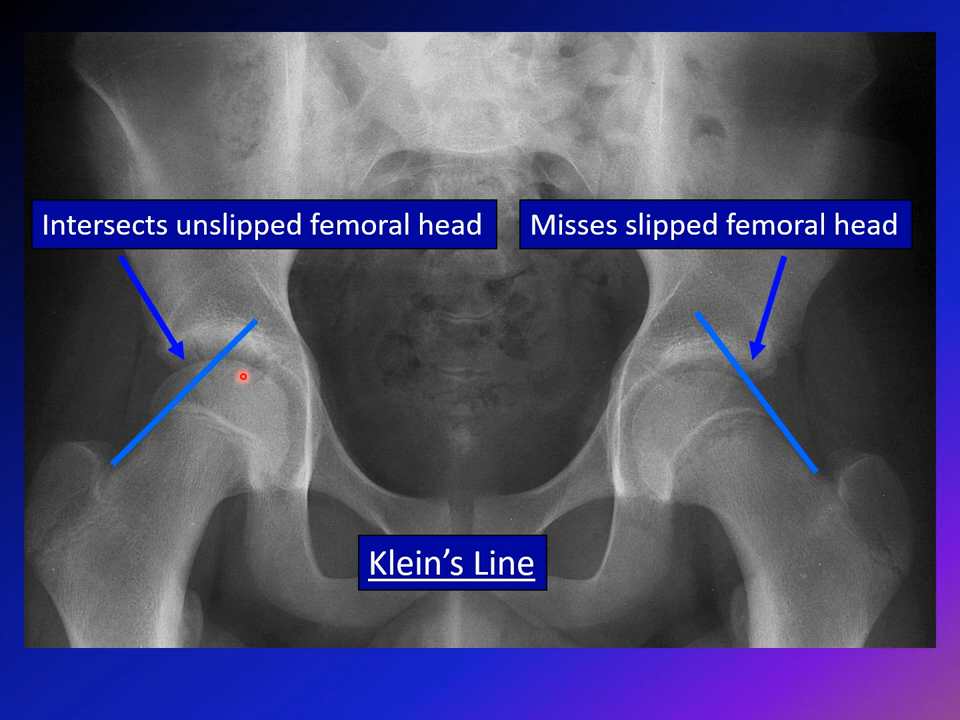 Intersects unslipped femoral head
Misses slipped femoral head
Klein’s Line